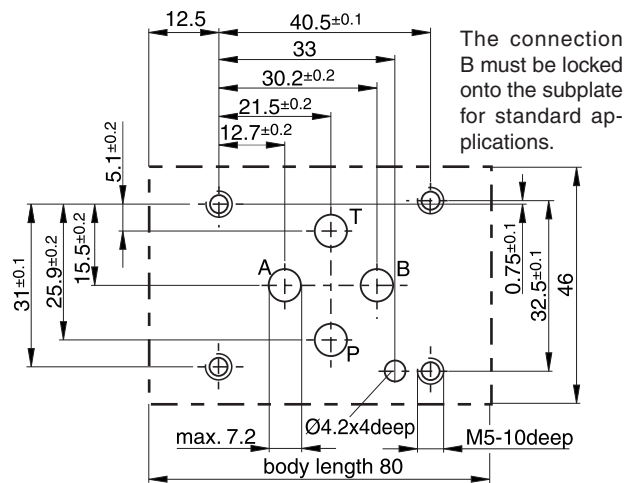 12.5
40.5±0.1
33
30.2±0.2
21.5±0.2
12.7±0.2
The connection
B must be locked
onto the subplate
for standard ap-
plications.
5.1±0.2
31±0.1
25.9±0.2
15.5±0.2
T
A
B
P
0.75±0.1
32.5±0.1
46
Ø4.2x4deep
max. 7.2
M5-10deep
body length 80